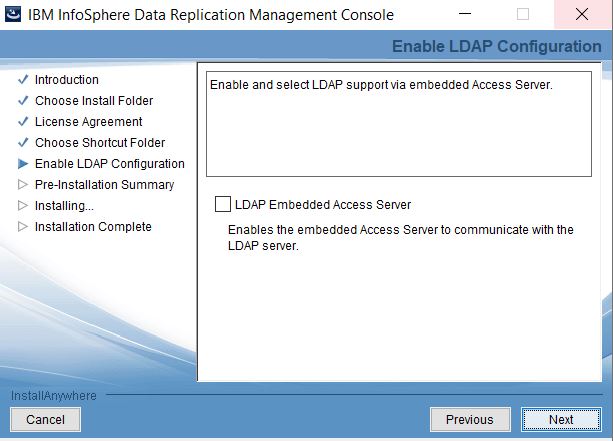 IBM InfoSphere Data Replication Management Console
Enable LDAP Configuration
Introduction
Choose Install Folder
License Agreement
Choose Shortcut Folder
Enable LDAP Configuration
Pre-Installation Summary
Installing...
Installation Complete
Enable and select LDAP support via embedded Access Server.
LDAP Embedded Access Server
Enables the embedded Access Server to communicate with the
LDAP server.
InstallAnywhere
Cancel
Previous
Next